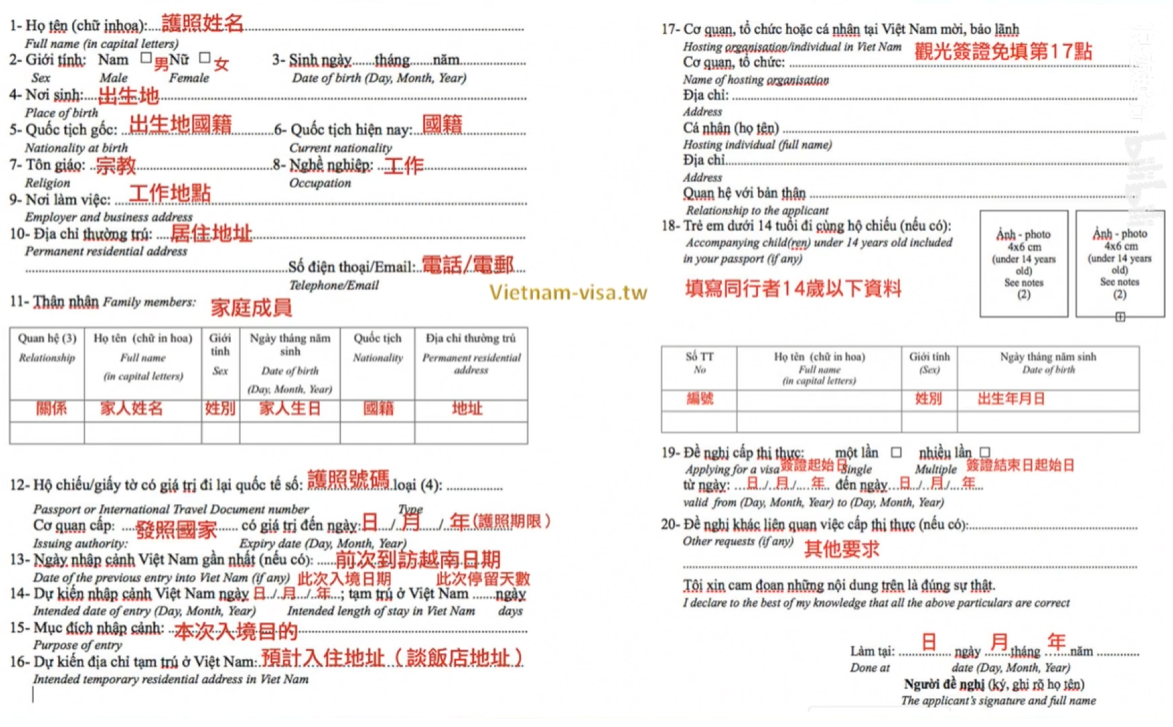 1- Họ tên (chữ inhoa):...護照姓名
Full name (in capital letters)
2- Giới tính: Nam □男 Nữ □ 女 3- Sinh ngày......tháng......năm
Sex Male Female Date of birth (Day, Month, Year)
4- Nơi sinh: 出生地
Place of birth
5- Quốc tịch gốc: ..出生地國籍..........6- Quốc tịch hiện nay:..國籍
Nationality at birth Current nationality
7- Tôn giáo: ..宗教..........8- Nghề nghiệp: ..工作
Religion Occupation
9- Nơi làm việc: ..工作地點
Employer and business address
10- Địa chỉ thường trú: ....居住地址
Permanent residential address
..........Số điện thoại/Email:..電話/電郵...
Telephone/Email
11- Thân nhân Family members: 家庭成員
Quan hệ (3) Họ tên (chữ in hoa) Giới tính Ngày tháng năm sinh Quốc tịch Địa chỉ thường trú
Relationship Full name (in capital letters) Sex Date of birth (Day, Month, Year) Nationality Permanent residential address
關係 家人姓名 姓別 家人生日 國籍 地址
12- Hộ chiếu/giấy tờ có giá trị đi lại quốc tế số: 護照號碼 loại (4): ...............
Passport or International Travel Document number Type
Cơ quan cấp: ...發照國家..... có giá trị đến ngày:日.../ 月..../ 年(護照期限)
Issuing authority: Expiry date (Day, Month, Year)
13- Ngày nhập cảnh Việt Nam gần nhất (nếu có): .....前次到訪越南日期
Date of the previous entry into Viet Nam (if any) 此次入境日期 此次停留天數
14- Dự kiến nhập cảnh Việt Nam ngày 日../..月../..年...; tạm trú ở Việt Nam .......ngày
Intended date of entry (Day, Month, Year) Intended length of stay in Viet Nam days
15- Mục đích nhập cảnh: ..本次入境目的
Purpose of entry
16- Dự kiến địa chỉ tạm trú ở Việt Nam:..預計入住地址（談飯店地址）
Intended temporary residential address in Viet Nam
Vietnam-visa.tw
17- Cơ quan, tổ chức hoặc cá nhân tại Việt Nam mời, bảo lãnh
Hosting organisation/individual in Viet Nam 觀光簽證免填第17點
Cơ quan, tổ chức:
Name of hosting organisation
Địa chỉ:
Address
Cá nhân (họ tên)
Hosting individual (full name)
Địa chỉ
Address
Quan hệ với bản thân
Relationship to the applicant
18- Trẻ em dưới 14 tuổi đi cùng hộ chiếu (nếu có):
Accompanying child(ren) under 14 years old included
in your passport (if any)
填寫同行者14歲以下資料
Ảnh - photo
4x6 cm
(under 14 years
old)
See notes
(2)
Ảnh - photo
4x6 cm
(under 14 years
old)
See notes
(2)
Số TT Họ tên (chữ in hoa) Giới tính Ngày tháng năm sinh
No Full name (Sex) Date of birth
(in capital letters)
編號 姓別 出生年月日
19- Đề nghị cấp thị thực: một lần □ nhiều lần □
Applying for a visa 簽證起始日 Single Multiple 簽證結束日起始日
từ ngày: ...日../..月../....年.. đến ngày...日../..月../..年...
valid from (Day, Month, Year) to (Day, Month, Year)
20- Đề nghị khác liên quan việc cấp thị thực (nếu có):
Other requests (if any) 其他要求
Tôi xin cam đoan những nội dung trên là đúng sự thật.
I declare to the best of my knowledge that all the above particulars are correct
Làm tại: ........日.... ngày ..月...tháng ..年...năm ............
Done at date (Day, Month, Year)
Người đề nghị (ký, ghi rõ họ tên)
The applicant's signature and full name